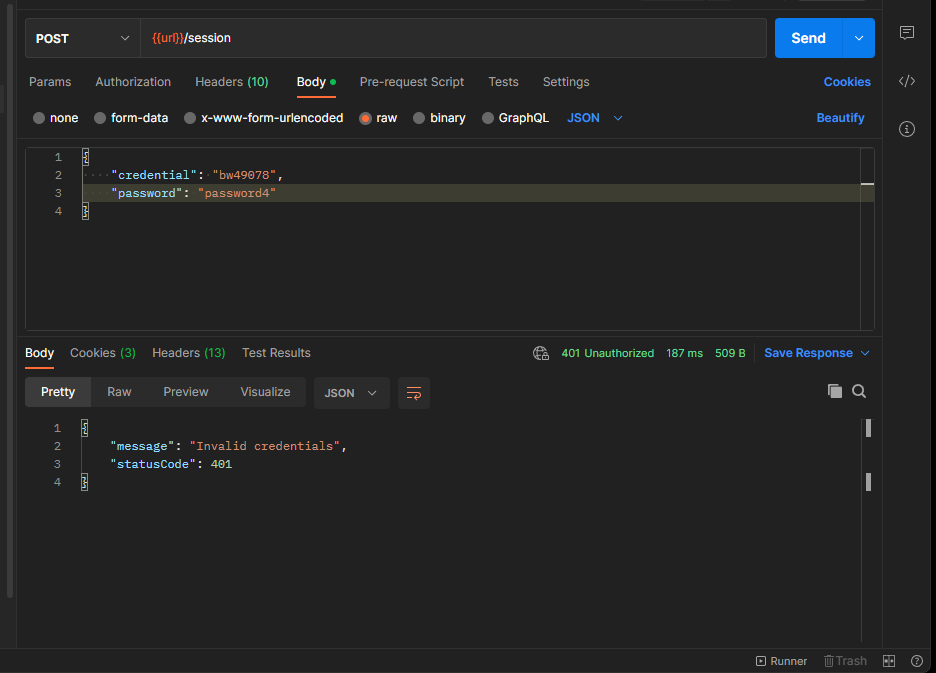 POST {{url}}/session Send
Params Authorization Headers (10) Body Pre-request Script Tests Settings Cookies
none form-data x-www-form-urlencoded raw binary GraphQL JSON Beautify
1 {
2 ····"credential":·"bw49078",
3 ····"password": "password4"
4 }
Body Cookies (3) Headers (13) Test Results 401 Unauthorized 187 ms 509 B Save Response
Pretty Raw Preview Visualize JSON
1 {
2 "message": "Invalid credentials",
3 "statusCode": 401
4 }
Runner Trash